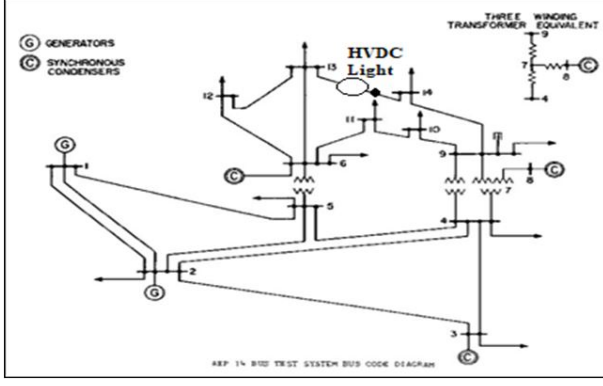 THREE WINDING
TRANSFORMER EQUIVALENT
G GENERATORS
C SYNCHRONOUS
CONDENSERS
9
7
8
C
4
HVDC
Light
13
14
12
11
10
G
1
C
6
9
8
C
7
5
4
2
G
3
C
AEP 14 BUS TEST SYSTEM BUS CODE DIAGRAM